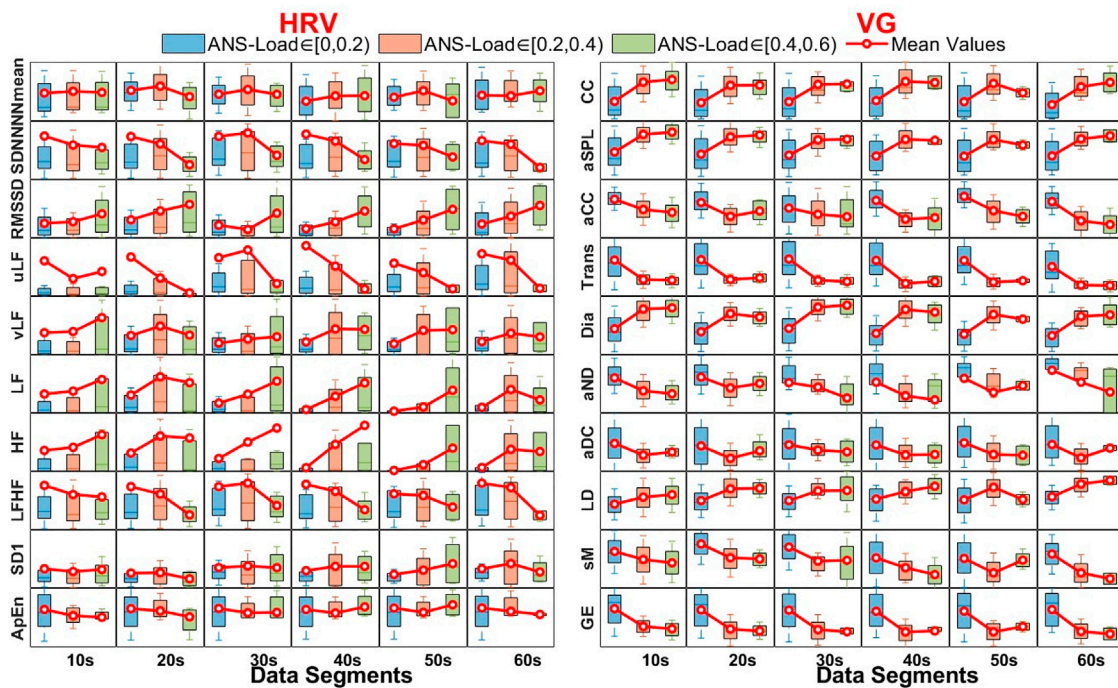 HRV
VG
ANS-Load∈[0,0.2)
ANS-Load∈[0.2,0.4)
ANS-Load∈[0.4,0.6)
Mean Values
NNmean
SDNN
RMSSD
uLF
vLF
LF
HF
LFHF
SD1
ApEn
10s
20s
30s
40s
50s
60s
Data Segments
CC
aSPL
aCC
Trans
Dia
aND
aDC
LD
sM
GE
10s
20s
30s
40s
50s
60s
Data Segments